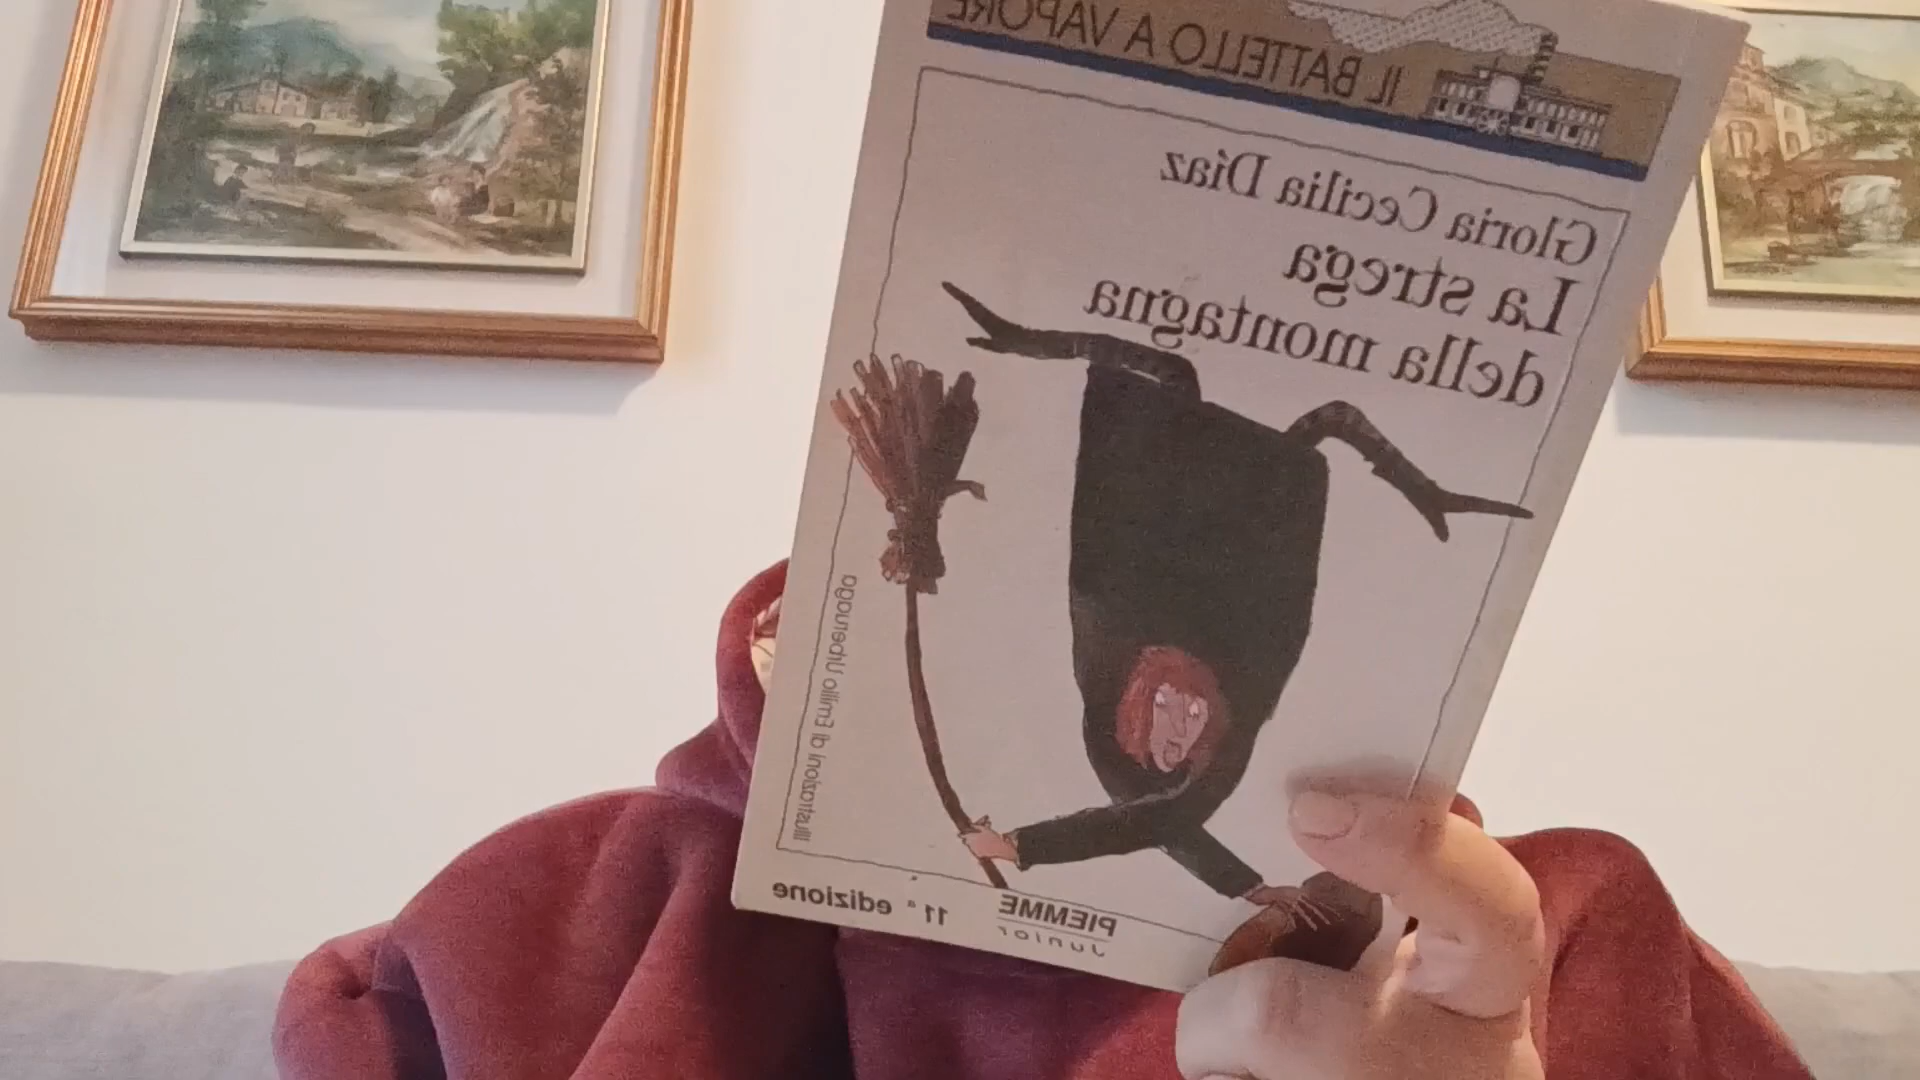 IL BATTELLO A VAPORE
Gloria Cecilia Díaz
La strega
della montagna
Illustrazioni di Emilio Urberuaga
PIEMME
Junior
11ª edizione